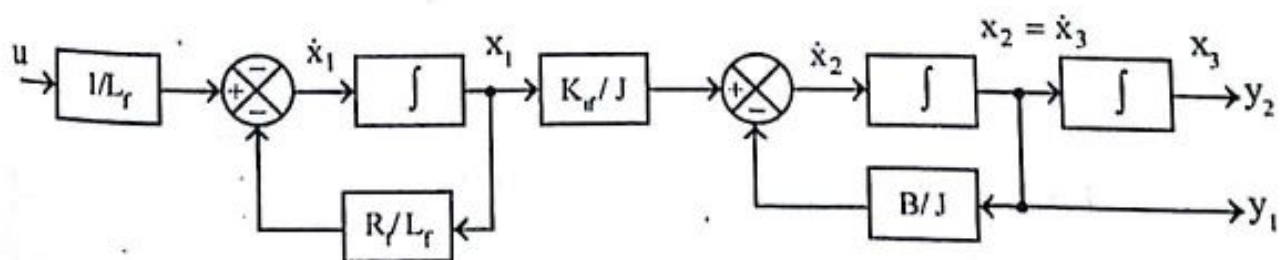 x₂ = ẋ₃
u 1/L_f + − − ẋ₁ ∫ x₁ K_tf / J + − ẋ₂ ∫ ∫ x₃ y₂
R_f/L_f B/J y₁